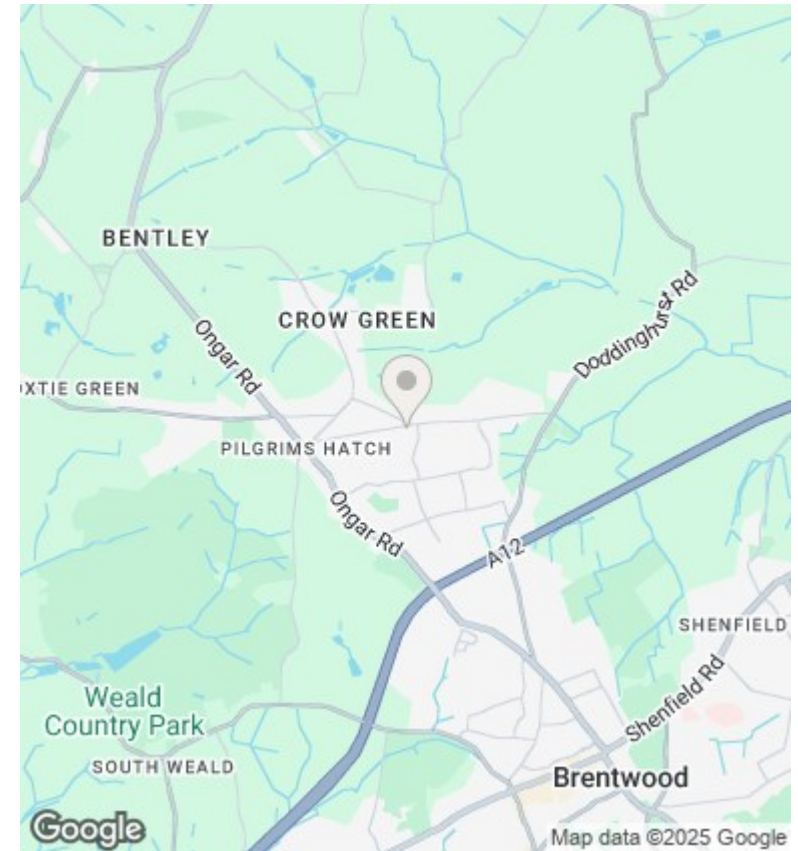 BENTLEY
CROW GREEN
Doddinghurst Rd
Ongar Rd
OXTIE GREEN
PILGRIMS HATCH
Ongar Rd
A12
SHENFIELD
Shenfield Rd
Weald
Country Park
SOUTH WEALD
Brentwood
Google
Map data ©2025 Google